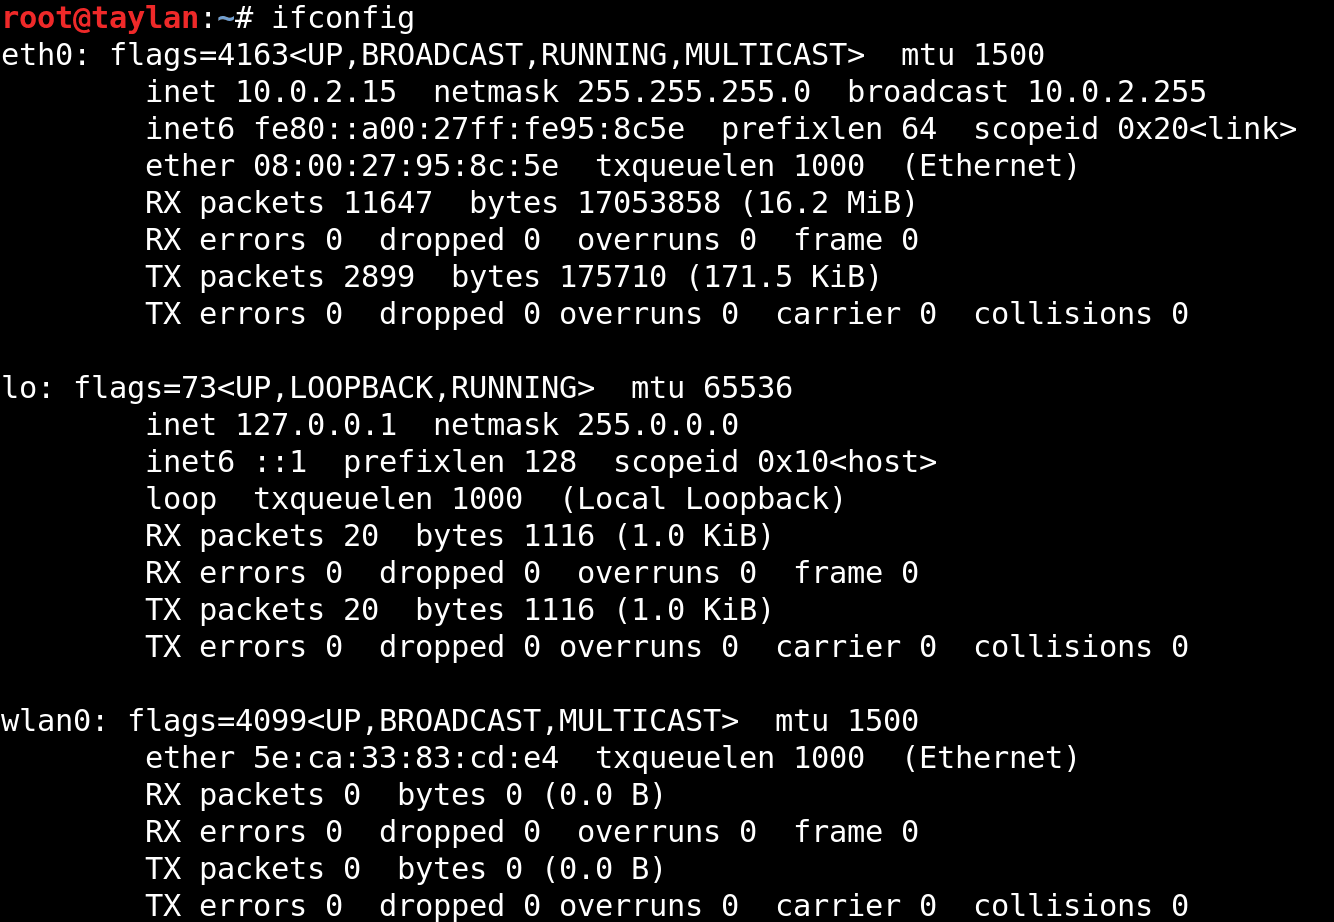 root@taylan:~# ifconfig
eth0: flags=4163<UP,BROADCAST,RUNNING,MULTICAST>  mtu 1500
        inet 10.0.2.15  netmask 255.255.255.0  broadcast 10.0.2.255
        inet6 fe80::a00:27ff:fe95:8c5e  prefixlen 64  scopeid 0x20<link>
        ether 08:00:27:95:8c:5e  txqueuelen 1000  (Ethernet)
        RX packets 11647  bytes 17053858 (16.2 MiB)
        RX errors 0  dropped 0  overruns 0  frame 0
        TX packets 2899  bytes 175710 (171.5 KiB)
        TX errors 0  dropped 0 overruns 0  carrier 0  collisions 0

lo: flags=73<UP,LOOPBACK,RUNNING>  mtu 65536
        inet 127.0.0.1  netmask 255.0.0.0
        inet6 ::1  prefixlen 128  scopeid 0x10<host>
        loop  txqueuelen 1000  (Local Loopback)
        RX packets 20  bytes 1116 (1.0 KiB)
        RX errors 0  dropped 0  overruns 0  frame 0
        TX packets 20  bytes 1116 (1.0 KiB)
        TX errors 0  dropped 0 overruns 0  carrier 0  collisions 0

wlan0: flags=4099<UP,BROADCAST,MULTICAST>  mtu 1500
        ether 5e:ca:33:83:cd:e4  txqueuelen 1000  (Ethernet)
        RX packets 0  bytes 0 (0.0 B)
        RX errors 0  dropped 0  overruns 0  frame 0
        TX packets 0  bytes 0 (0.0 B)
        TX errors 0  dropped 0 overruns 0  carrier 0  collisions 0